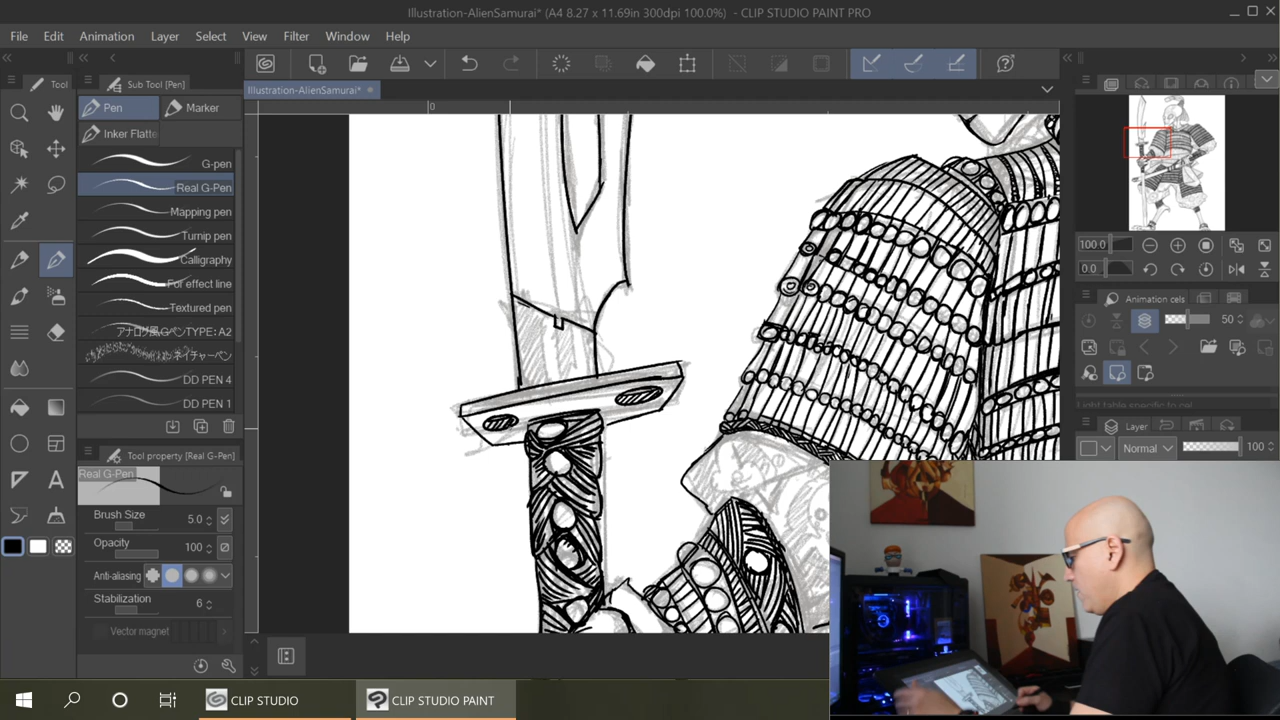 Illustration-AlienSamurai* (A4 8.27 x 11.69in 300dpi 100.0%) - CLIP STUDIO PAINT PRO
File Edit Animation Layer Select View Filter Window Help
Tool
Sub Tool [Pen]
Illustration-AlienSamurai*
Pen Marker
Inker Flatte
0
G-pen
Real G-Pen
Mapping pen
Turnip pen
Calligraphy
For effect line
Textured pen
アナログ風GペンTYPE:A2
DD PEN 4
DD PEN 1
Tool property [Real G-Pen]
Real G-Pen
Brush Size 5.0
Opacity 100
Anti-aliasing
Stabilization 6
Vector magnet
100.0
0.0
Animation cels
50
Light table specific to cel
Layer
Normal 100
CLIP STUDIO
CLIP STUDIO PAINT